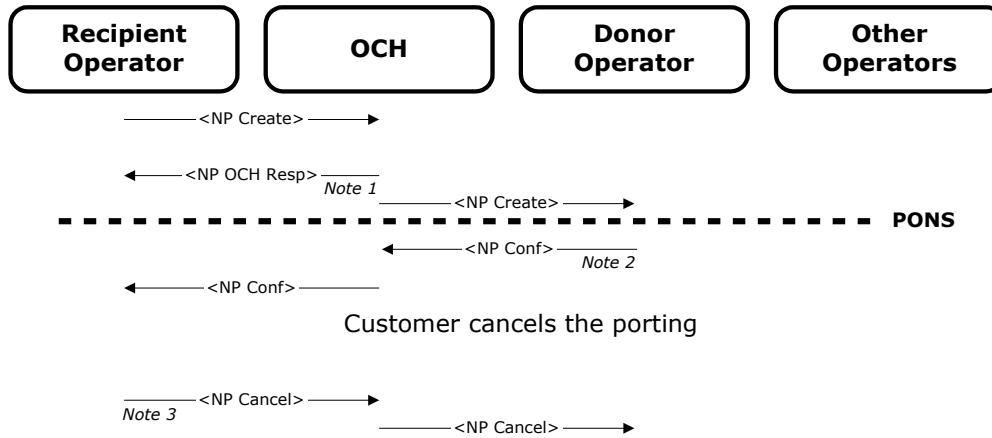 Recipient
Operator
OCH
Donor
Operator
Other
Operators
<NP Create>
<NP OCH Resp>
Note 1
<NP Create>
PONS
<NP Conf>
Note 2
<NP Conf>
Customer cancels the porting
<NP Cancel>
Note 3
<NP Cancel>